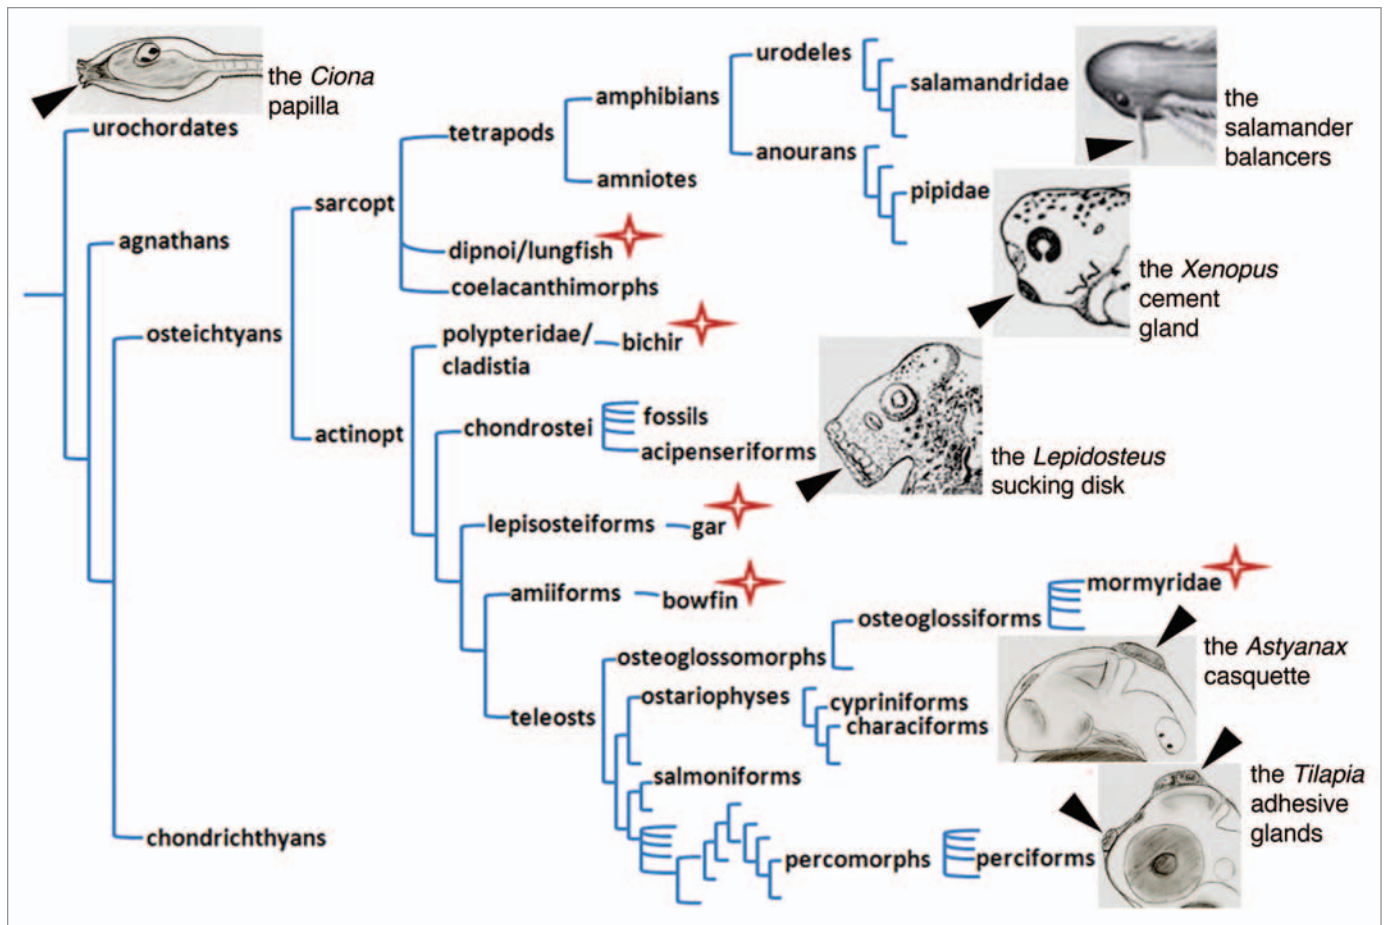 the Ciona
papilla
urochordates
agnathans
osteichtyans
chondrichthyans
sarcopt
actinopt
tetrapods
dipnoi/lungfish
coelacanthimorphs
amphibians
amniotes
urodeles
anourans
salamandridae
pipidae
the
salamander
balancers
the Xenopus
cement
gland
polypteridae/
cladistia
bichir
chondrostei
fossils
acipenseriforms
the Lepidosteus
sucking disk
lepisosteiforms
gar
amiiforms
bowfin
teleosts
osteoglossomorphs
osteoglossiforms
mormyridae
ostariophyses
cypriniforms
characiforms
the Astyanax
casquette
salmoniforms
percomorphs
perciforms
the Tilapia
adhesive
glands